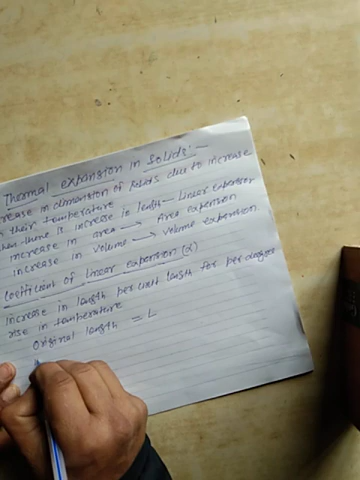 Thermal expansion in Solids:-
rease in dimension of solids due to increase
their temperature
when there is increase in length — Linear expansion
increase in area → Area expansion
increase in volume → volume expansion
Coefficient of Linear expansion (α)
increase in length per unit length for per degree
rise in temperature
Original length = L